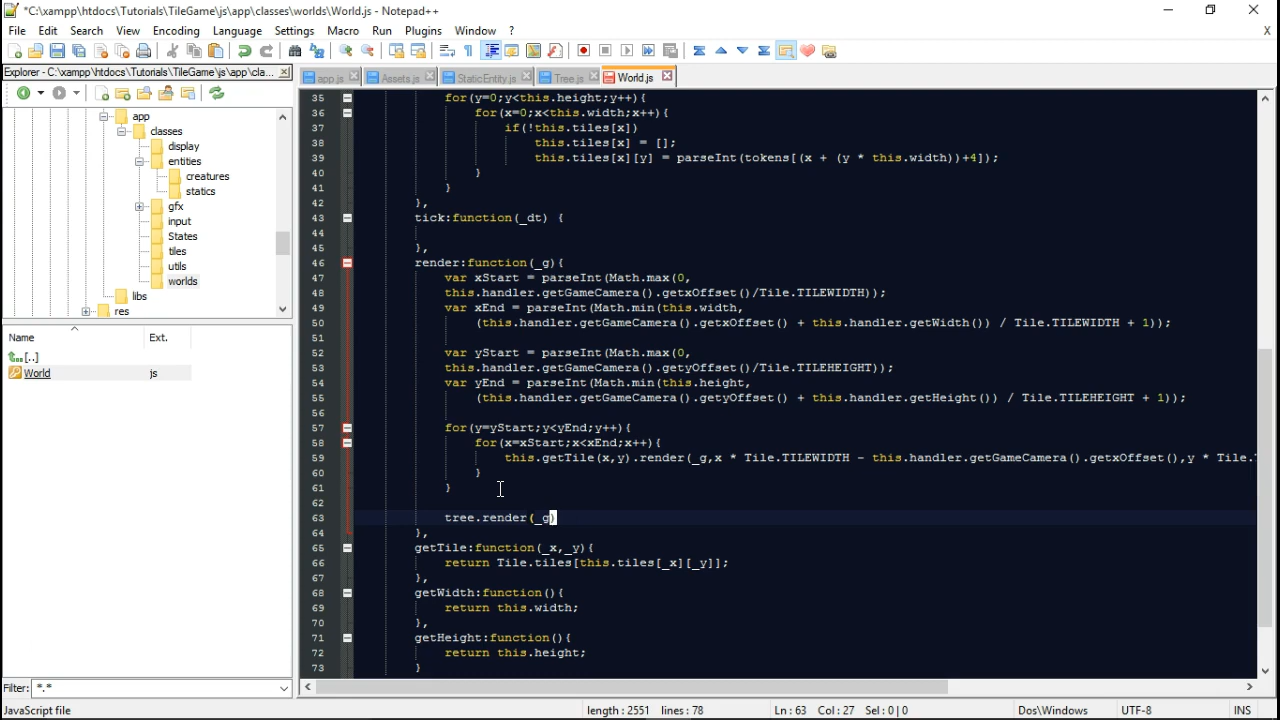 *C:\xampp\htdocs\Tutorials\TileGame\js\app\classes\worlds\World.js - Notepad++
File Edit Search View Encoding Language Settings Macro Run Plugins Window ? X
Explorer - C:\xampp\htdocs\Tutorials\TileGame\js\app\cla...
app.js Assets.js StaticEntity.js Tree.js World.js
app
classes
display
entities
creatures
statics
gfx
input
States
tiles
utils
worlds
libs
res
Name Ext.
[..]
World js
Filter: *.*
35 for(y=0;y<this.height;y++){
36 for(x=0;x<this.width;x++){
37 if(!this.tiles[x])
38 this.tiles[x] = [];
39 this.tiles[x][y] = parseInt(tokens[(x + (y * this.width))+4]);
40 }
41 }
42 },
43 tick:function(_dt) {
44
45 },
46 render:function(_g){
47 var xStart = parseInt(Math.max(0,
48 this.handler.getGameCamera().getxOffset()/Tile.TILEWIDTH));
49 var xEnd = parseInt(Math.min(this.width,
50 (this.handler.getGameCamera().getxOffset() + this.handler.getWidth()) / Tile.TILEWIDTH + 1));
51
52 var yStart = parseInt(Math.max(0,
53 this.handler.getGameCamera().getyOffset()/Tile.TILEHEIGHT));
54 var yEnd = parseInt(Math.min(this.height,
55 (this.handler.getGameCamera().getyOffset() + this.handler.getHeight()) / Tile.TILEHEIGHT + 1));
56
57 for(y=yStart;y<yEnd;y++){
58 for(x=xStart;x<xEnd;x++){
59 this.getTile(x,y).render(_g,x * Tile.TILEWIDTH - this.handler.getGameCamera().getxOffset(),y * Tile.
60 }
61 }
62
63 tree.render(_g)
64 },
65 getTile:function(_x,_y){
66 return Tile.tiles[this.tiles[_x][_y]];
67 },
68 getWidth:function(){
69 return this.width;
70 },
71 getHeight:function(){
72 return this.height;
73 }
JavaScript file length : 2551 lines : 78 Ln : 63 Col : 27 Sel : 0 | 0 Dos\Windows UTF-8 INS